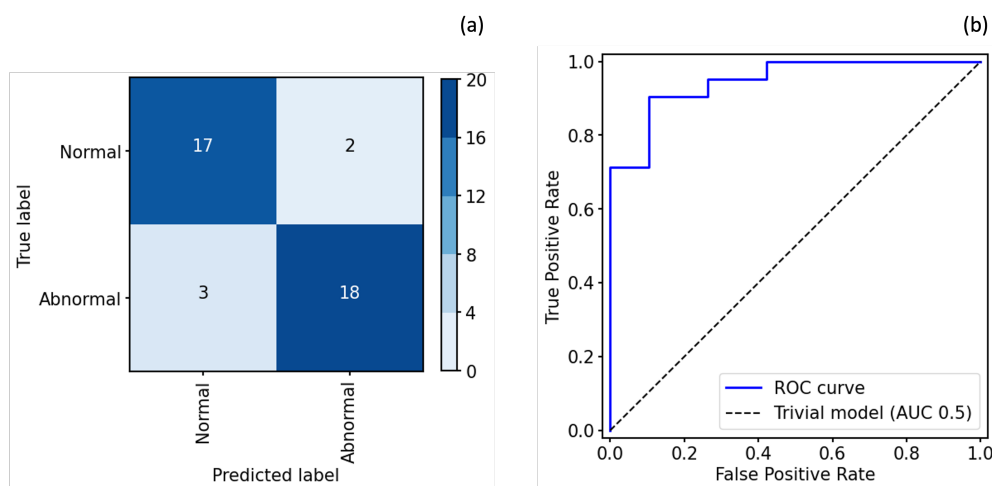 (a)
True label
Normal
Abnormal
17
2
3
18
Normal
Abnormal
Predicted label
20
16
12
8
4
0
(b)
True Positive Rate
1.0
0.8
0.6
0.4
0.2
0.0
ROC curve
Trivial model (AUC 0.5)
0.0
0.2
0.4
0.6
0.8
1.0
False Positive Rate